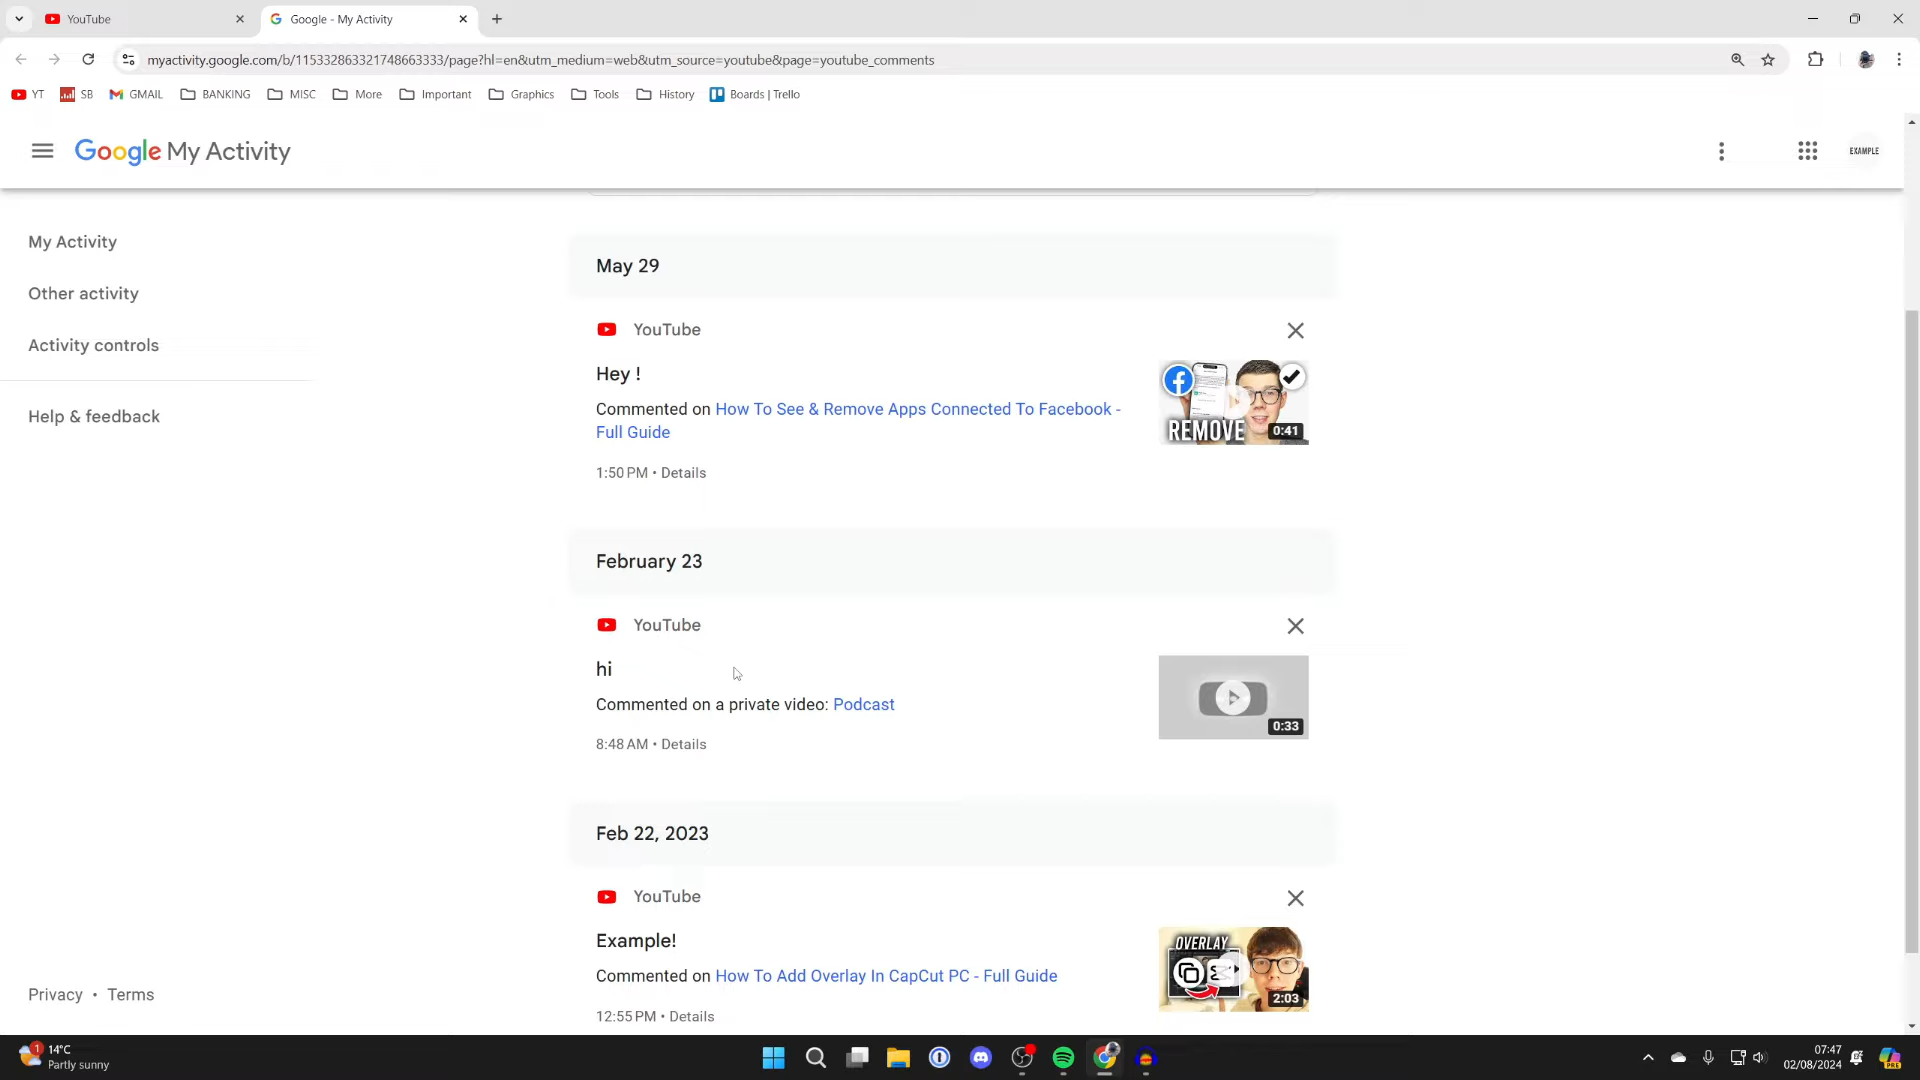 YouTube
Google - My Activity
myactivity.google.com/b/115332863321748663333/page?hl=en&utm_medium=web&utm_source=youtube&page=youtube_comments
YT
SB
GMAIL
BANKING
MISC
More
Important
Graphics
Tools
History
Boards | Trello
Google My Activity
EXAMPLE
My Activity
Other activity
Activity controls
Help & feedback
May 29
YouTube
Hey !
Commented on How To See & Remove Apps Connected To Facebook -
Full Guide
1:50 PM • Details
REMOVE
0:41
February 23
YouTube
hi
Commented on a private video: Podcast
8:48 AM • Details
0:33
Feb 22, 2023
YouTube
Example!
Commented on How To Add Overlay In CapCut PC - Full Guide
12:55 PM • Details
OVERLAY
2:03
Privacy • Terms
1
14°C
Partly sunny
07:47
02/08/2024
PRE